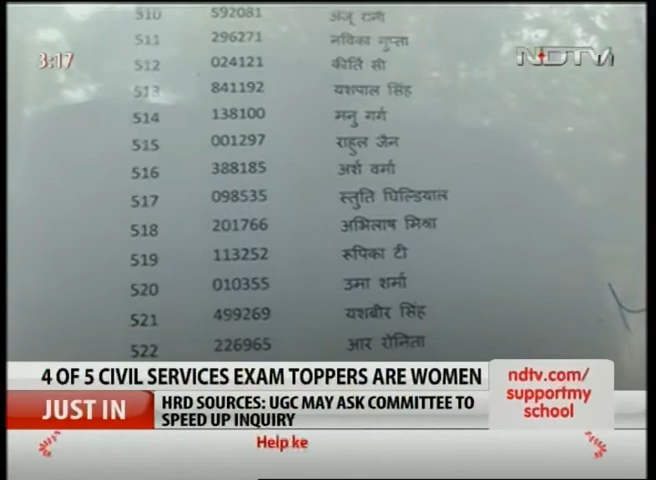 510 592081 अंजू रानी
511 296271 नविका गुप्ता
3:17 NDTV
512 024121 कीर्ति सी
513 841192 यशपाल सिंह
514 138100 मनु गर्ग
515 001297 राहुल जैन
516 388185 अर्श वर्मा
517 098535 स्तुति घिल्डियाल
518 201766 अभिलाष मिश्रा
519 113252 रूपिका टी
520 010355 उमा शर्मा
521 499269 यशबीर सिंह
522 226965 आर रोनिता
4 OF 5 CIVIL SERVICES EXAM TOPPERS ARE WOMEN
JUST IN
HRD SOURCES: UGC MAY ASK COMMITTEE TO
SPEED UP INQUIRY
ndtv.com/
supportmy
school
Help ke